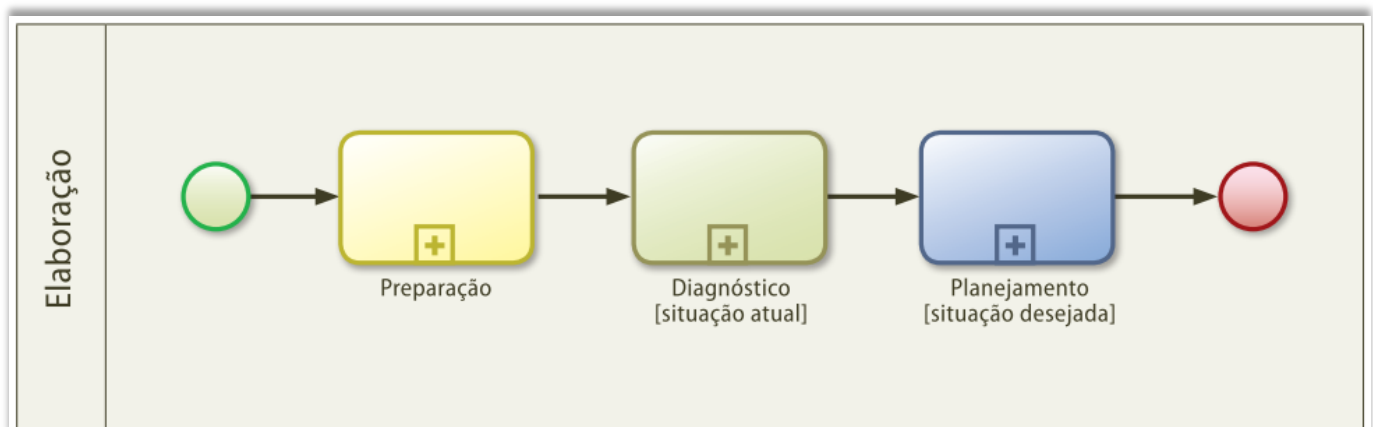 Elaboração
Preparação
Diagnóstico
[situação atual]
Planejamento
[situação desejada]